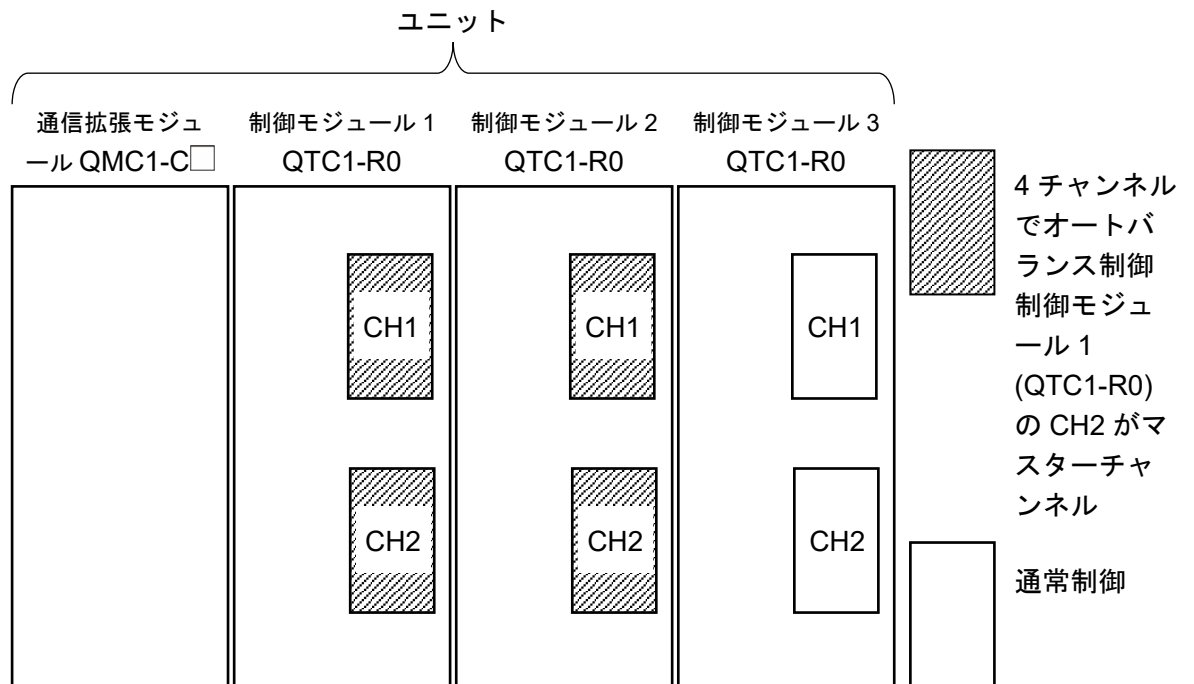 ユニット
通信拡張モジュ
ール QMC1-C□
制御モジュール 1
QTC1-R0
制御モジュール 2
QTC1-R0
制御モジュール 3
QTC1-R0
CH1
CH1
CH1
CH2
CH2
CH2
4 チャンネル
でオートバ
ランス制御
制御モジュ
ール 1
(QTC1-R0)
の CH2 がマ
スターチャ
ンネル
通常制御